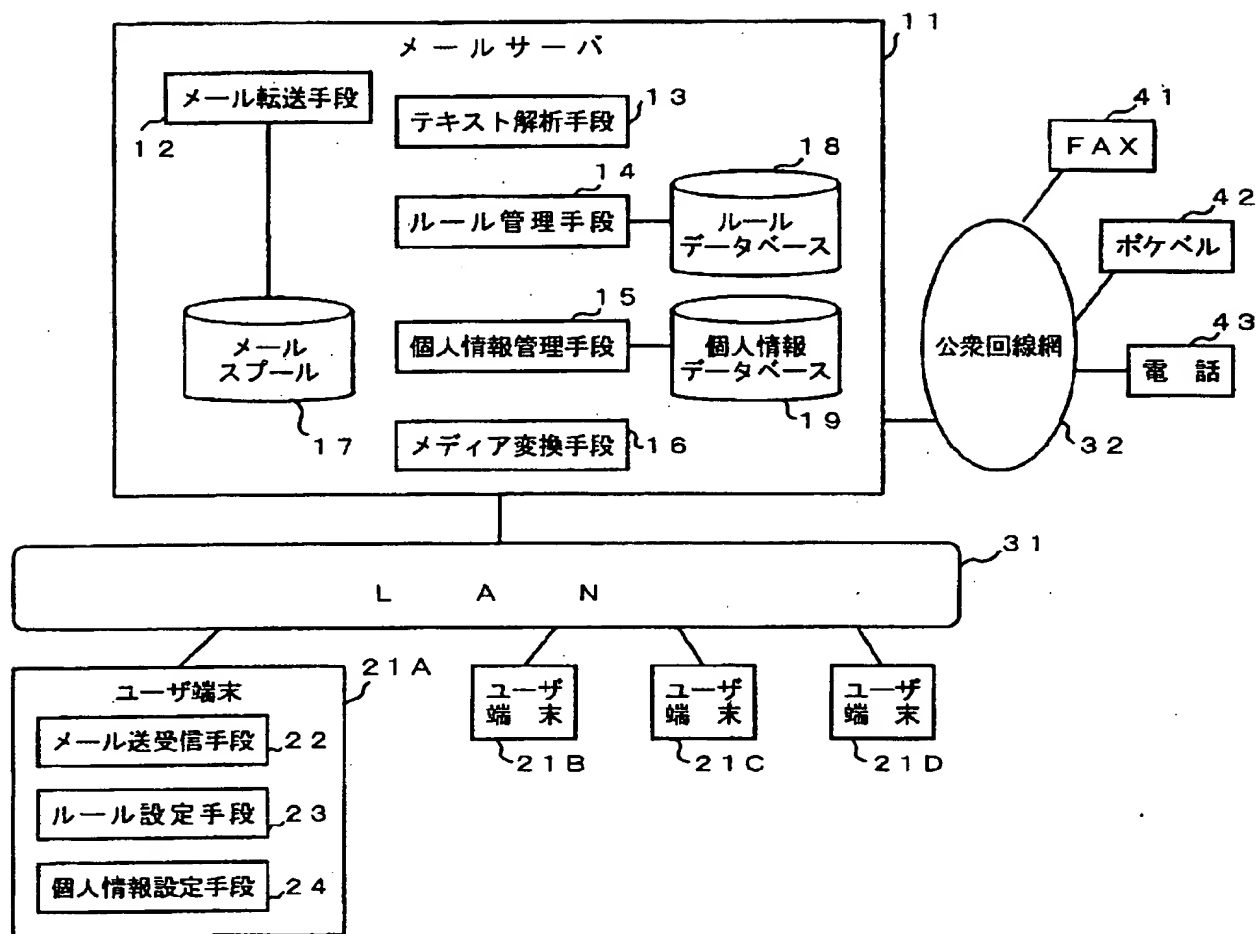 メールサーバ
11
メール転送手段
12
テキスト解析手段
13
14
ルール管理手段
18
ルール
データベース
15
個人情報管理手段
個人情報
データベース
19
メール
スプール
17
メディア変換手段
16
41
FAX
42
ポケベル
43
電話
公衆回線網
32
31
LAN
21A
ユーザ端末
メール送受信手段
22
ルール設定手段
23
個人情報設定手段
24
ユーザ
端末
21B
ユーザ
端末
21C
ユーザ
端末
21D